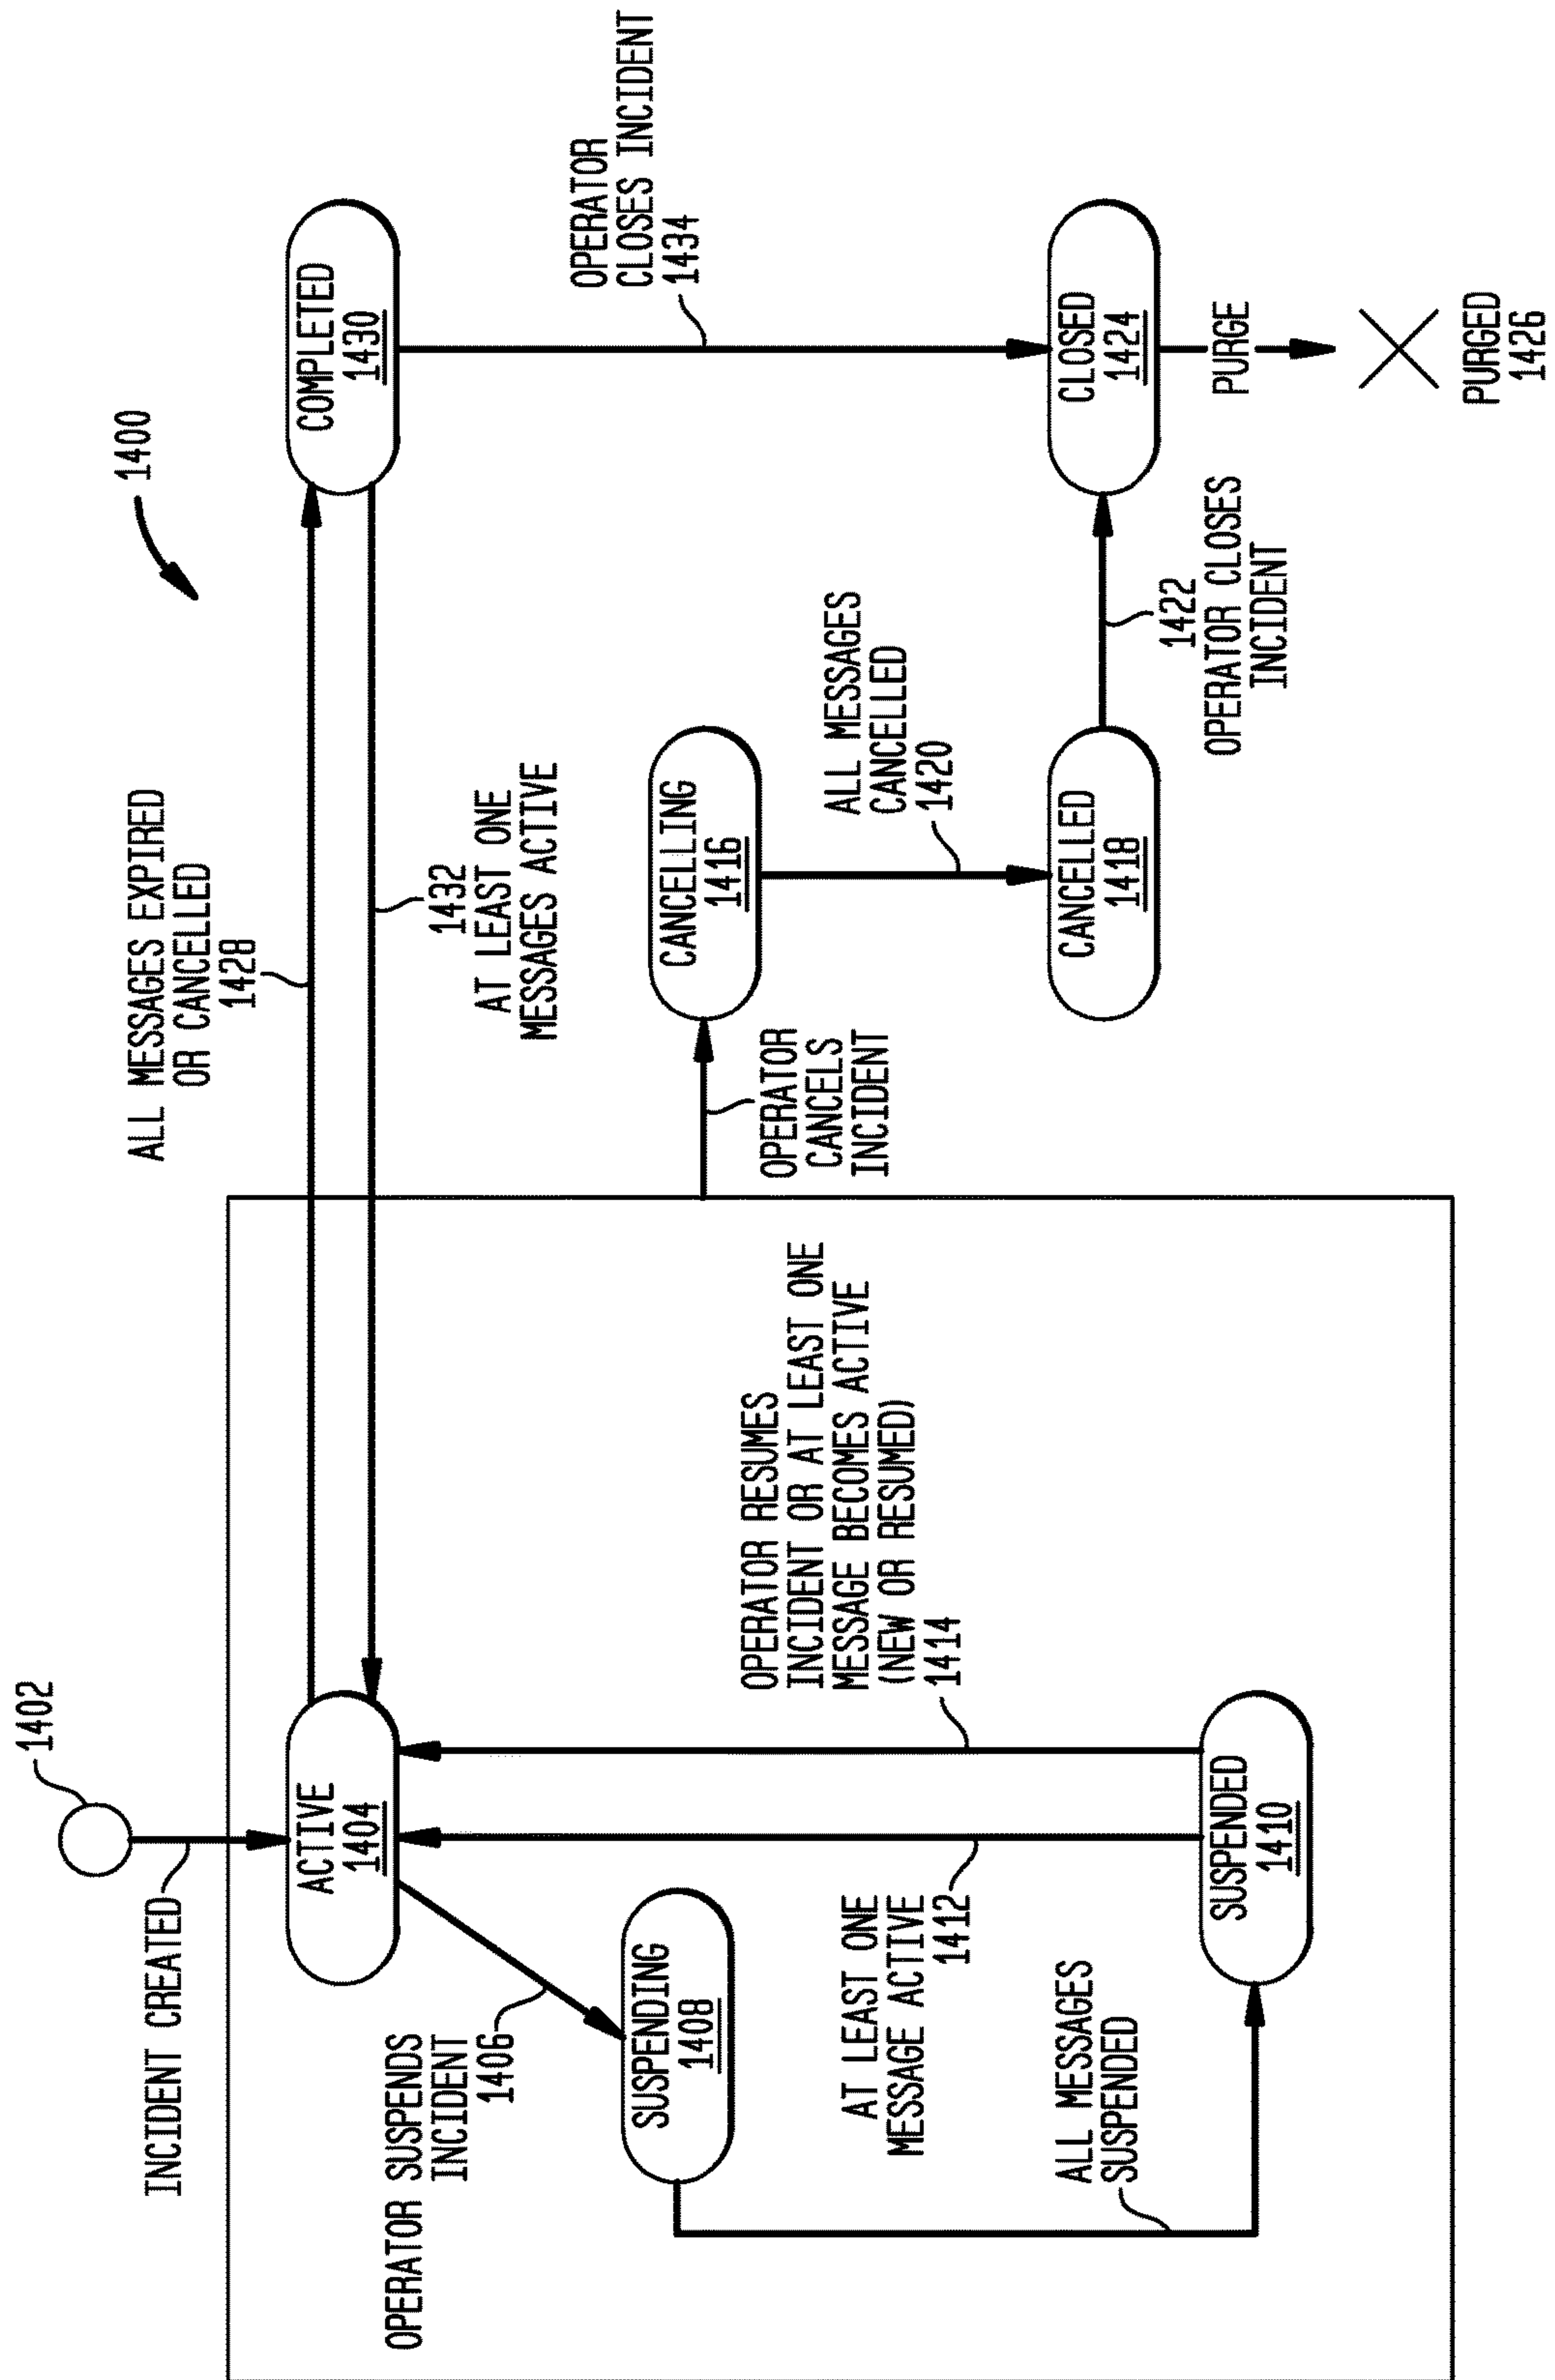 1400
1402
INCIDENT CREATED
ACTIVE
1404
ALL MESSAGES EXPIRED
OR CANCELLED
1428
COMPLETED
1430
1432
AT LEAST ONE
MESSAGES ACTIVE
OPERATOR SUSPENDS
INCIDENT
1406
SUSPENDING
1408
OPERATOR RESUMES
INCIDENT OR AT LEAST ONE
MESSAGE BECOMES ACTIVE
(NEW OR RESUMED)
1414
AT LEAST ONE
MESSAGE ACTIVE
1412
ALL MESSAGES
SUSPENDED
SUSPENDED
1410
OPERATOR
CANCELS
INCIDENT
CANCELLING
1416
ALL MESSAGES
CANCELLED
1420
CANCELLED
1418
1422
OPERATOR CLOSES
INCIDENT
OPERATOR
CLOSES INCIDENT
1434
CLOSED
1424
PURGE
PURGED
1426